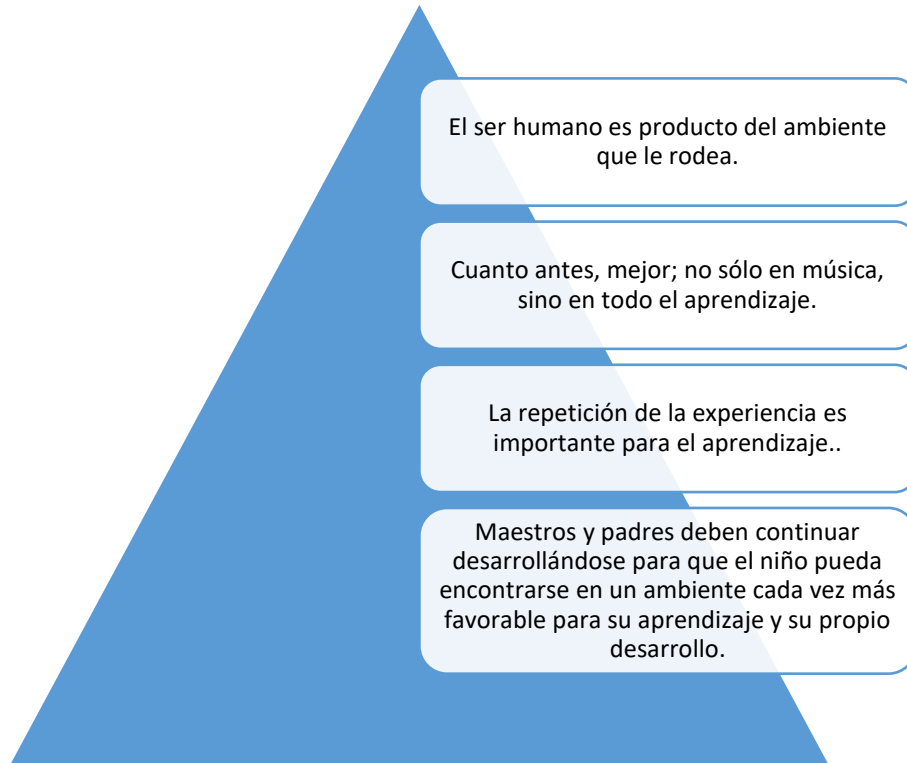 El ser humano es producto del ambiente
que le rodea.
Cuanto antes, mejor; no sólo en música,
sino en todo el aprendizaje.
La repetición de la experiencia es
importante para el aprendizaje..
Maestros y padres deben continuar
desarrollándose para que el niño pueda
encontrarse en un ambiente cada vez más
favorable para su aprendizaje y su propio
desarrollo.